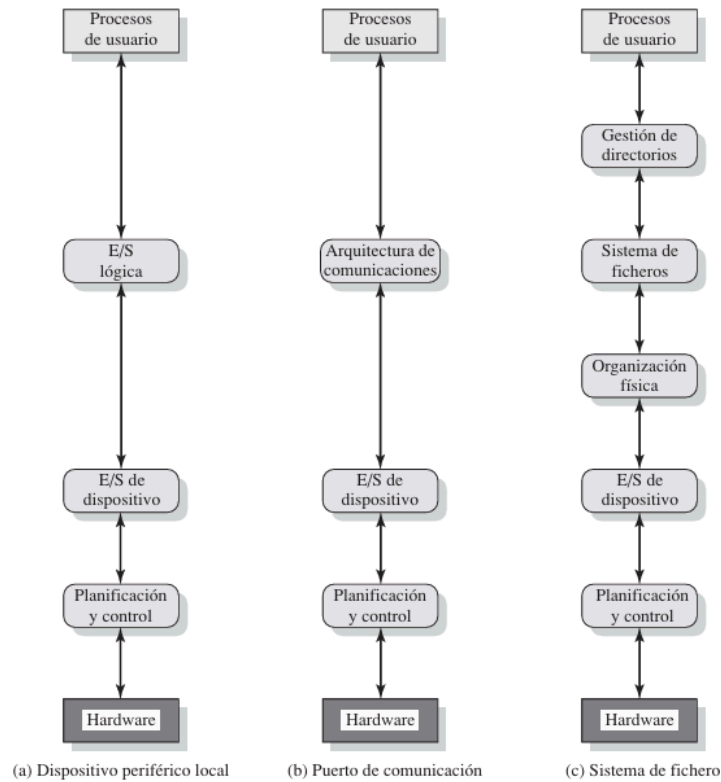 Procesos
de usuario
E/S
lógica
E/S de
dispositivo
Planificación
y control
Hardware
(a) Dispositivo periférico local
Procesos
de usuario
Arquitectura de
comunicaciones
E/S de
dispositivo
Planificación
y control
Hardware
(b) Puerto de comunicación
Procesos
de usuario
Gestión de
directorios
Sistema de
ficheros
Organización
física
E/S de
dispositivo
Planificación
y control
Hardware
(c) Sistema de fichero